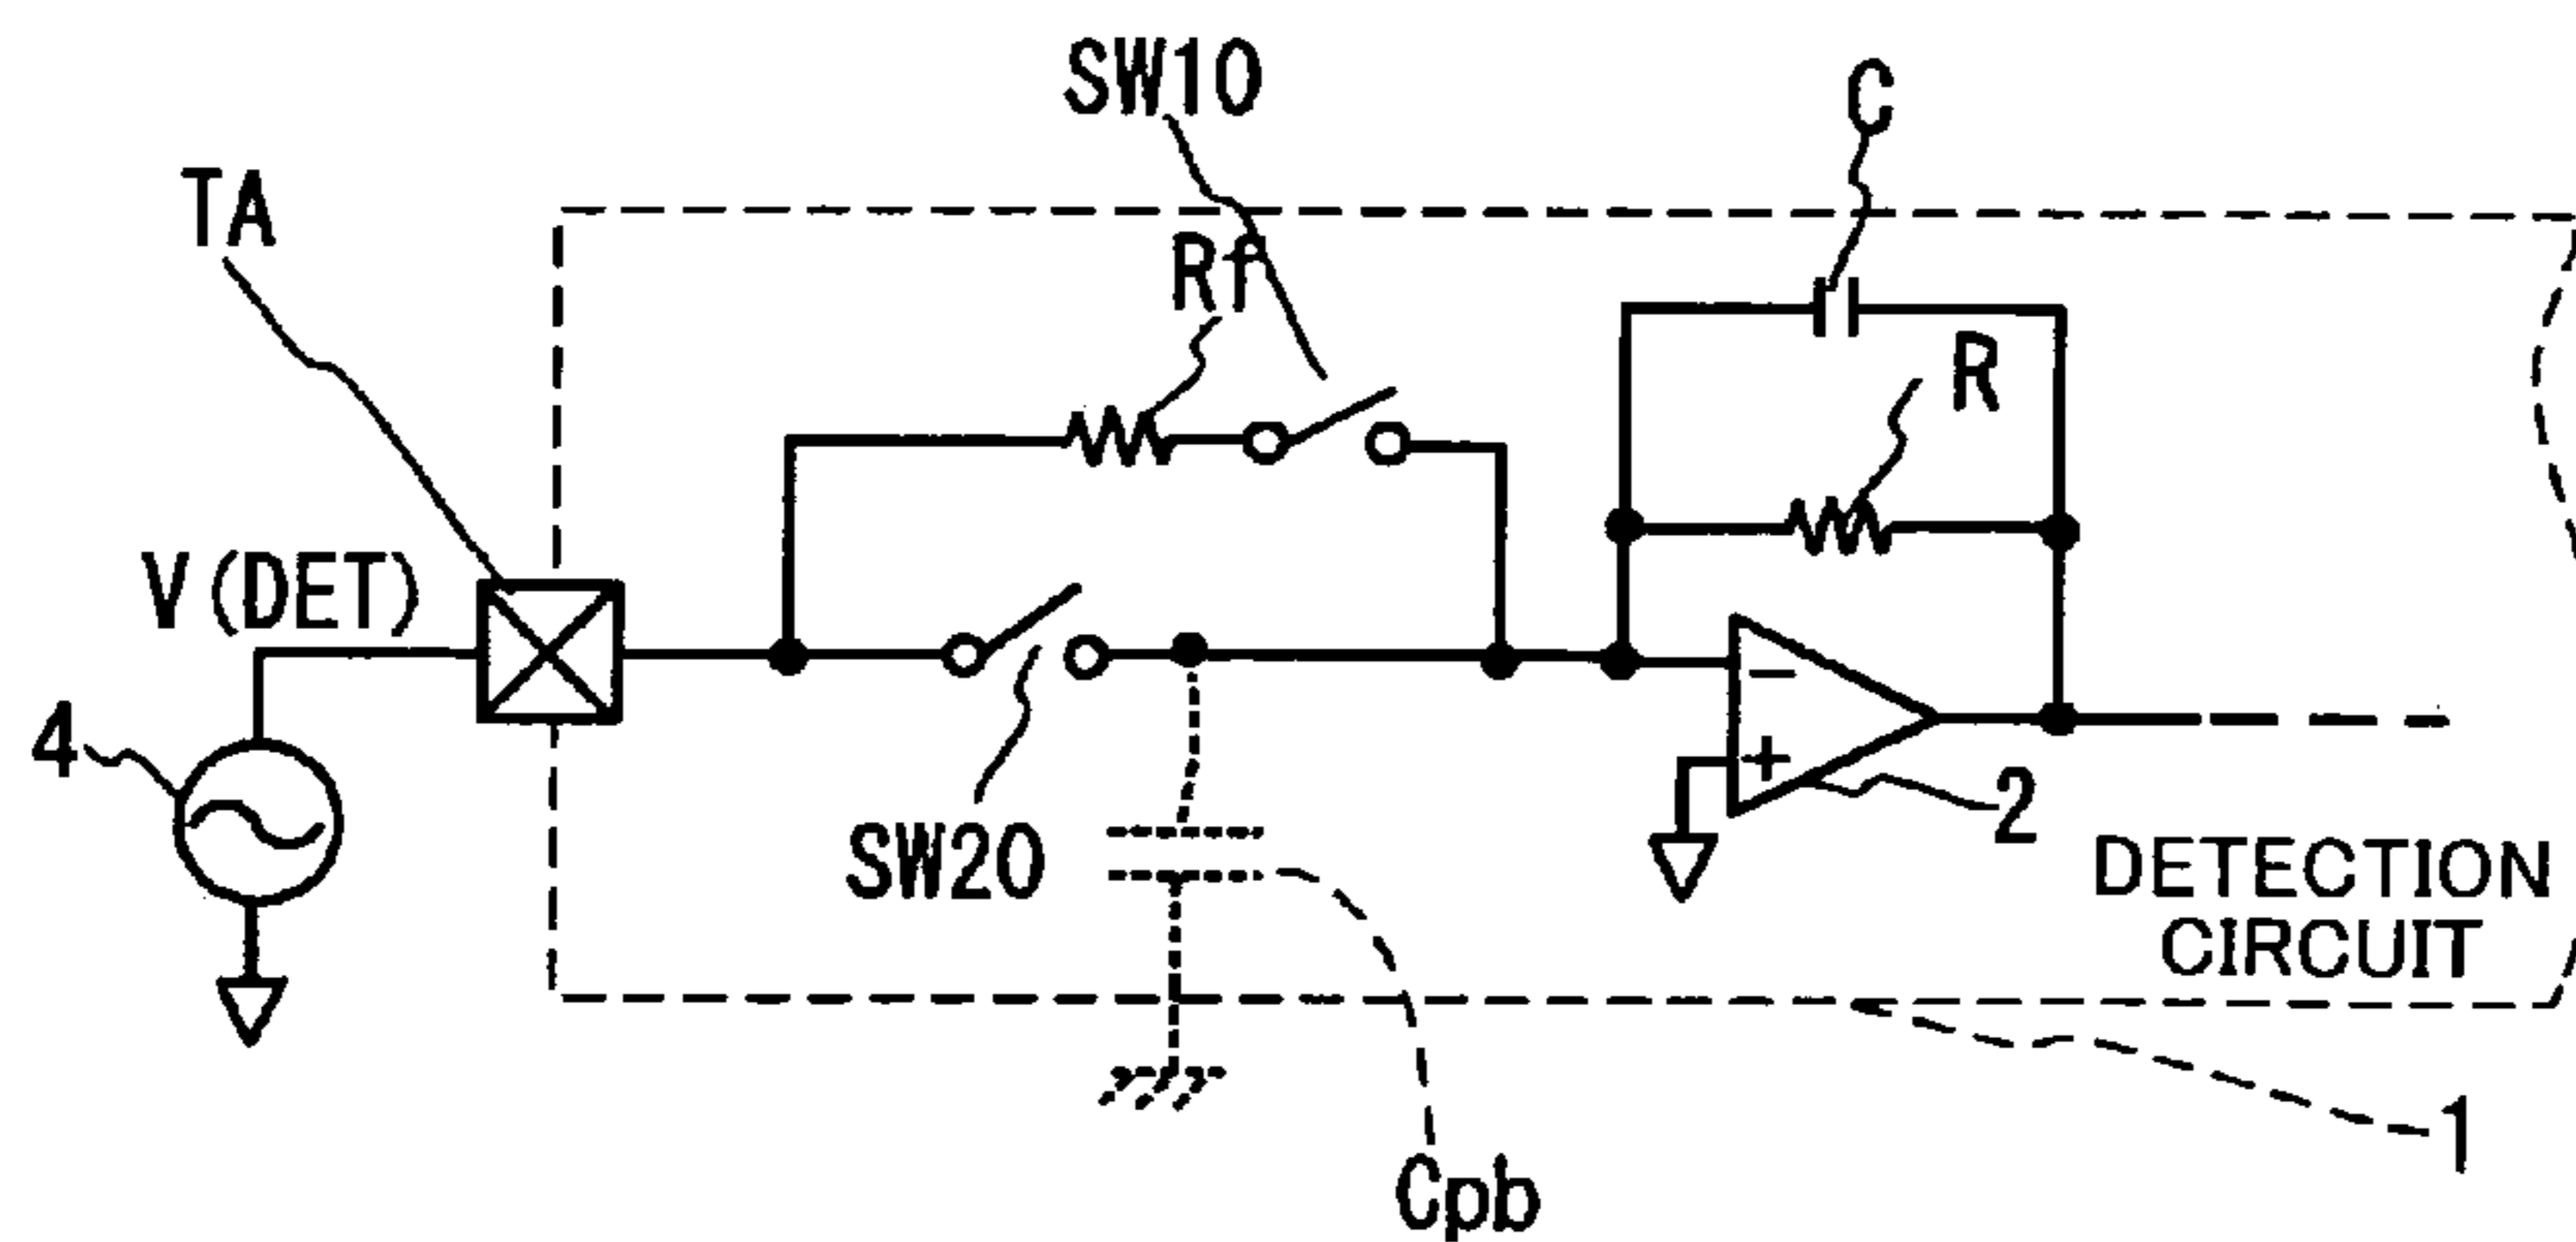 SW10
C
TA
Rf
R
V (DET)
4
SW20
−
+
2
DETECTION
CIRCUIT
1
Cpb